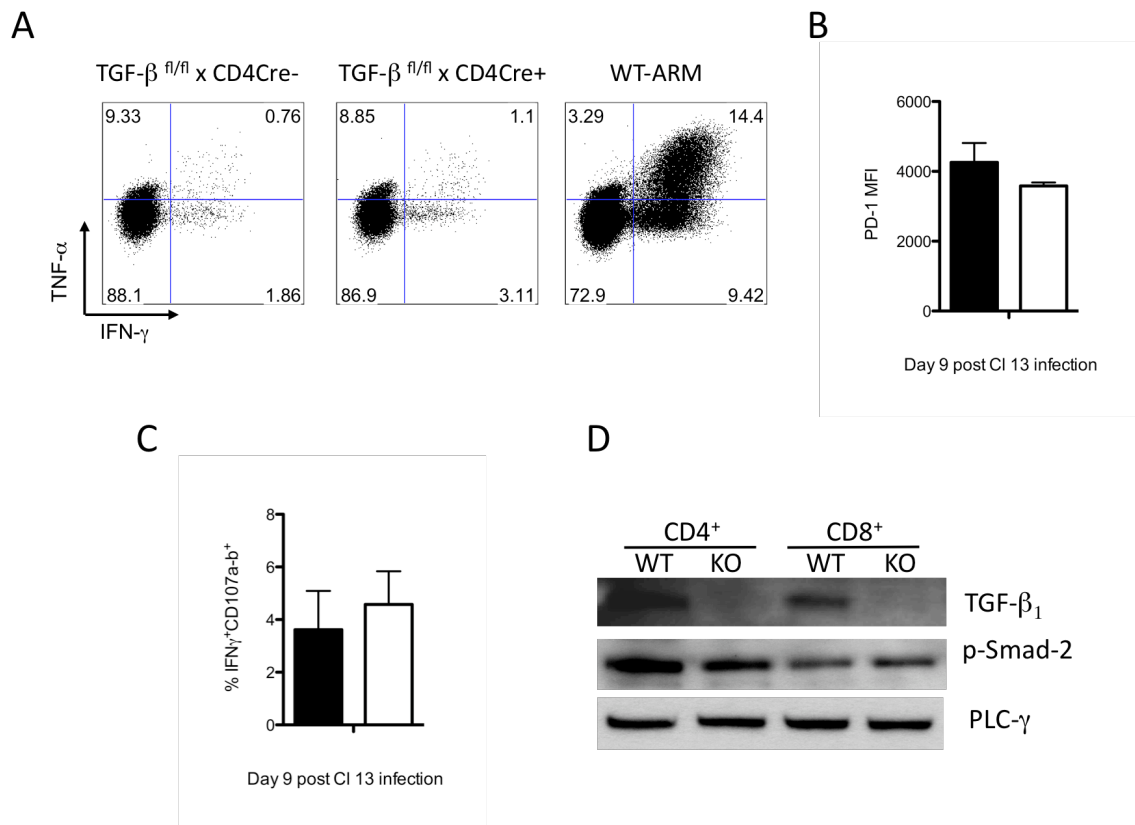 A
B
TGF-β fl/fl x CD4Cre-
TGF-β fl/fl x CD4Cre+
WT-ARM
9.33 0.76
88.1 1.86
8.85 1.1
86.9 3.11
3.29 14.4
72.9 9.42
TNF-α
IFN-γ
6000
4000
2000
0
PD-1 MFI
Day 9 post Cl 13 infection
C
D
8
6
4
2
0
% IFNγ+CD107a-b+
Day 9 post Cl 13 infection
CD4+ CD8+
WT KO WT KO
TGF-β1
p-Smad-2
PLC-γ